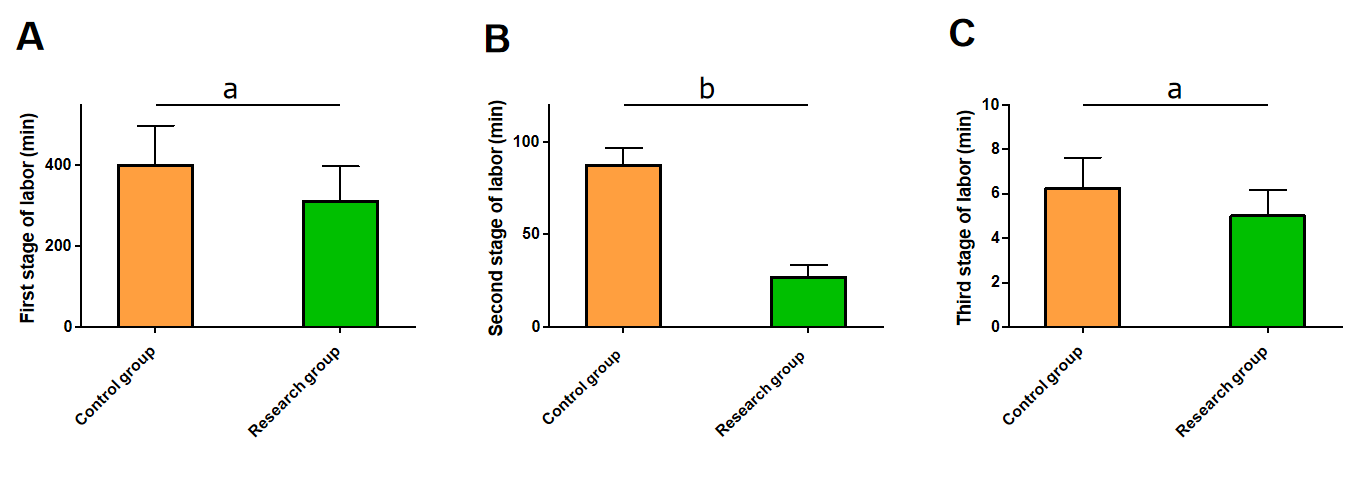 A
a
First stage of labor (min)
400
200
0
Control group
Research group
B
b
Second stage of labor (min)
100
50
0
Control group
Research group
C
a
Third stage of labor (min)
10
8
6
4
2
0
Control group
Research group